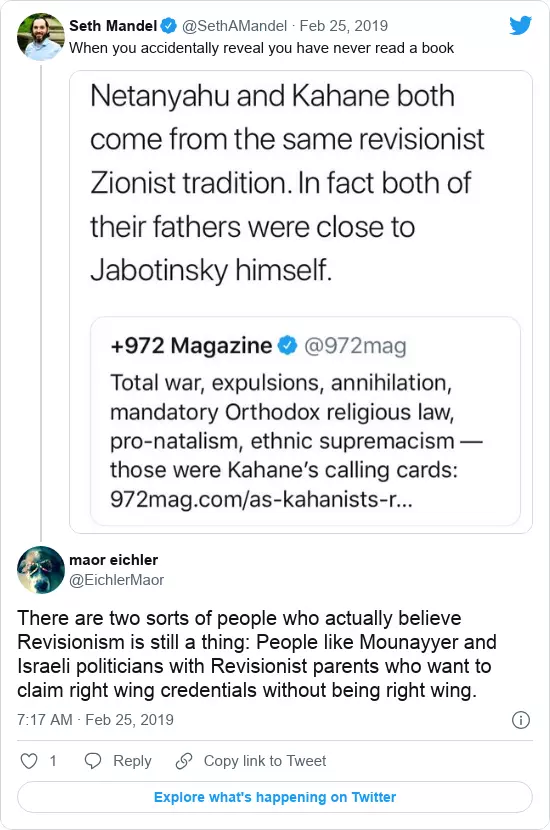 Seth Mandel @SethAMandel · Feb 25, 2019
When you accidentally reveal you have never read a book
Netanyahu and Kahane both
come from the same revisionist
Zionist tradition. In fact both of
their fathers were close to
Jabotinsky himself.
+972 Magazine @972mag
Total war, expulsions, annihilation,
mandatory Orthodox religious law,
pro-natalism, ethnic supremacism —
those were Kahane’s calling cards:
972mag.com/as-kahanists-r...
maor eichler
@EichlerMaor
There are two sorts of people who actually believe
Revisionism is still a thing: People like Mounayyer and
Israeli politicians with Revisionist parents who want to
claim right wing credentials without being right wing.
7:17 AM · Feb 25, 2019
1 Reply Copy link to Tweet
Explore what's happening on Twitter